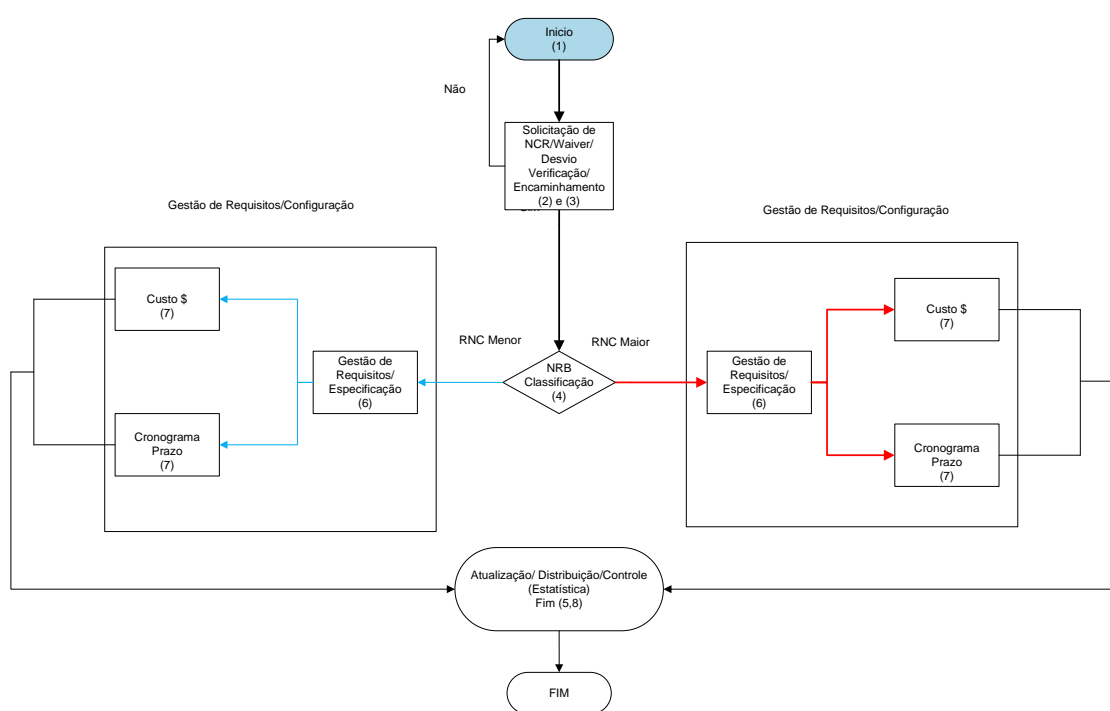 Inicio
(1)
Não
Solicitação de
NCR/Waiver/
Desvio
Verificação/
Encaminhamento
(2) e (3)
Gestão de Requisitos/Configuração
Gestão de Requisitos/Configuração
Custo $
(7)
Custo $
(7)
RNC Menor
RNC Maior
Gestão de
Requisitos/
Especificação
(6)
NRB
Classificação
(4)
Gestão de
Requisitos/
Especificação
(6)
Cronograma
Prazo
(7)
Cronograma
Prazo
(7)
Atualização/ Distribuição/Controle
(Estatística)
Fim (5,8)
FIM